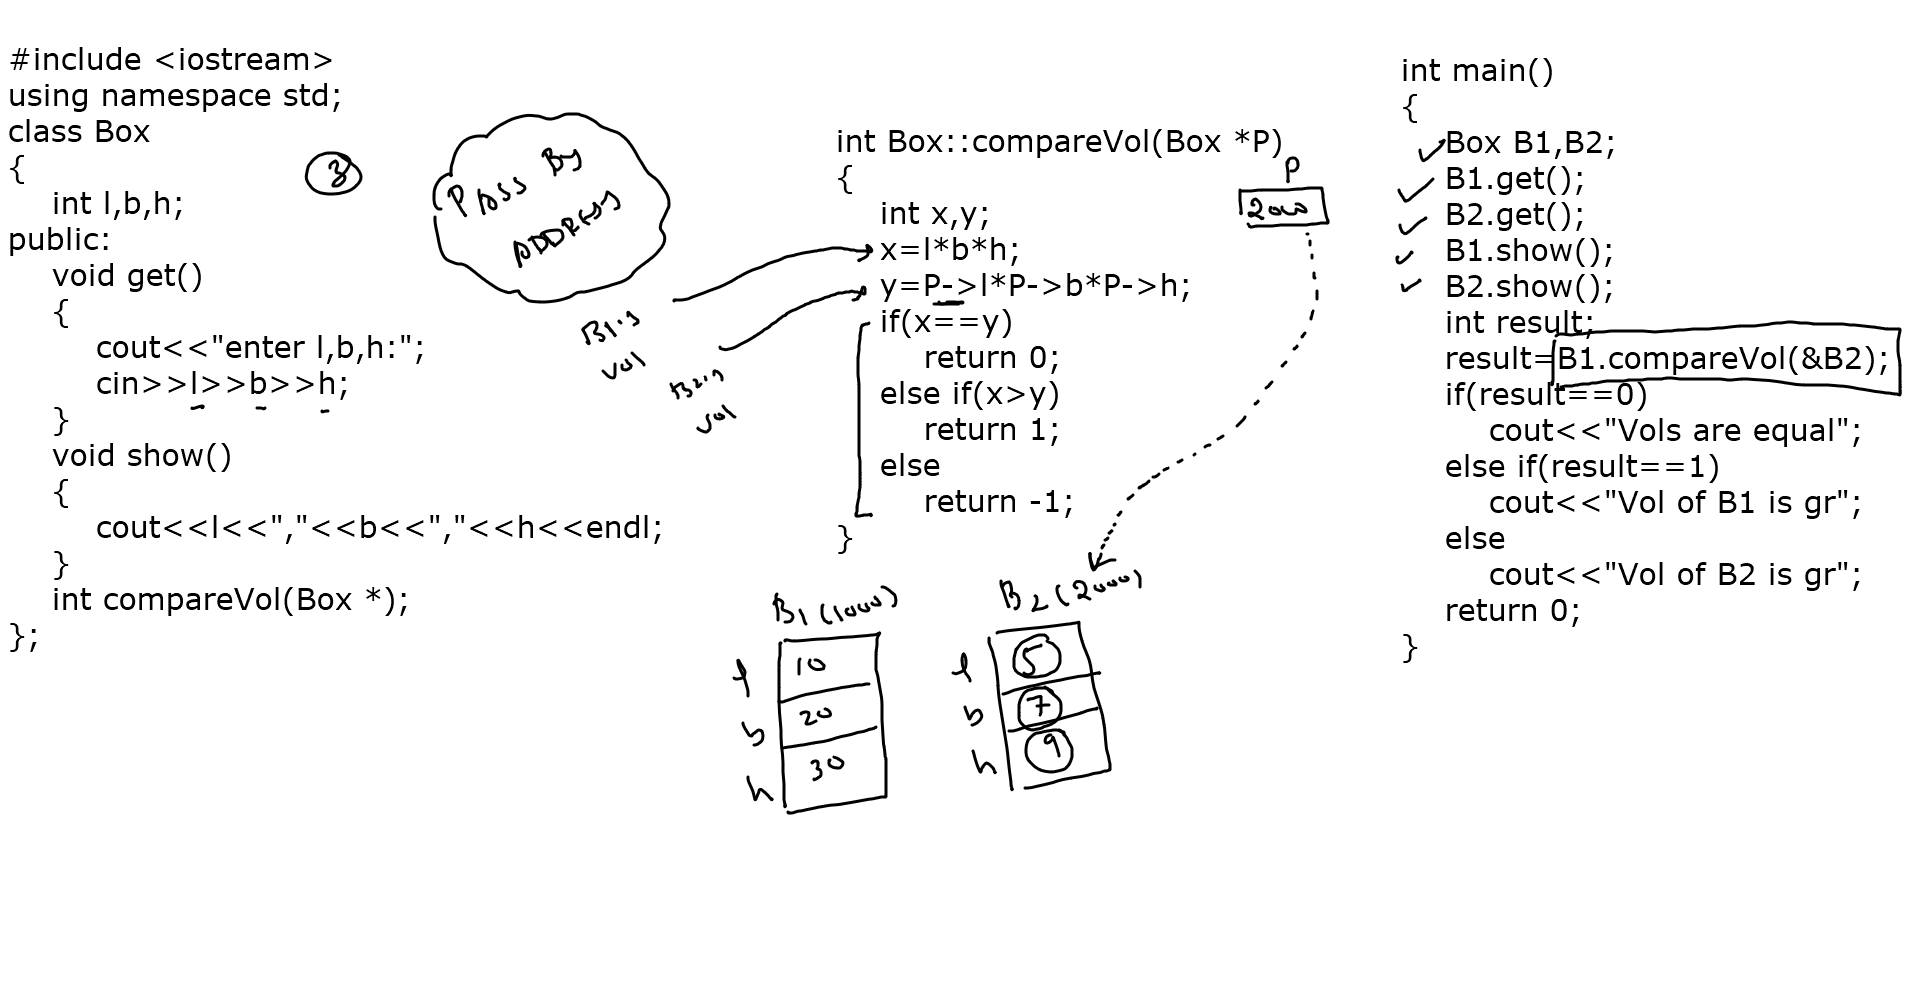 #include <iostream>
using namespace std;
class Box
{
int l,b,h;
public:
void get()
{
cout<<"enter l,b,h:";
cin>>l>>b>>h;
}
void show()
{
cout<<l<<","<<b<<","<<h<<endl;
}
int compareVol(Box *);
};
3
Pass By
Address
B1's
vol
B2's
vol
int Box::compareVol(Box *P)
{
int x,y;
x=l*b*h;
y=P->l*P->b*P->h;
if(x==y)
return 0;
else if(x>y)
return 1;
else
return -1;
}
P
2000
B1 (1000)
l 10
b 20
h 30
B2 (2000)
l 5
b 7
h 9
int main()
{
Box B1,B2;
B1.get();
B2.get();
B1.show();
B2.show();
int result;
result=B1.compareVol(&B2);
if(result==0)
cout<<"Vols are equal";
else if(result==1)
cout<<"Vol of B1 is gr";
else
cout<<"Vol of B2 is gr";
return 0;
}